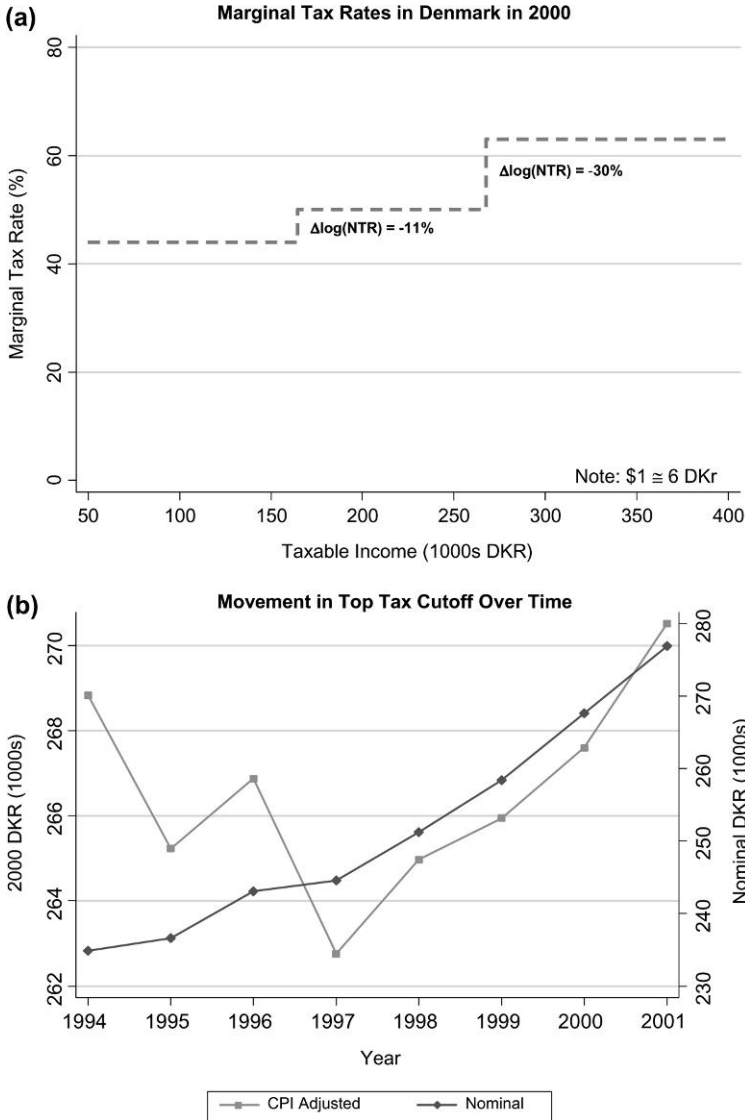 (a)
Marginal Tax Rates in Denmark in 2000
Marginal Tax Rate (%)
80
60
40
20
0
Δlog(NTR) = -11%
Δlog(NTR) = -30%
Note: $1 ≅ 6 DKr
50 100 150 200 250 300 350 400
Taxable Income (1000s DKR)
(b)
Movement in Top Tax Cutoff Over Time
2000 DKR (1000s)
270
268
266
264
262
Nominal DKR (1000s)
280
270
260
250
240
230
1994 1995 1996 1997 1998 1999 2000 2001
Year
CPI Adjusted Nominal